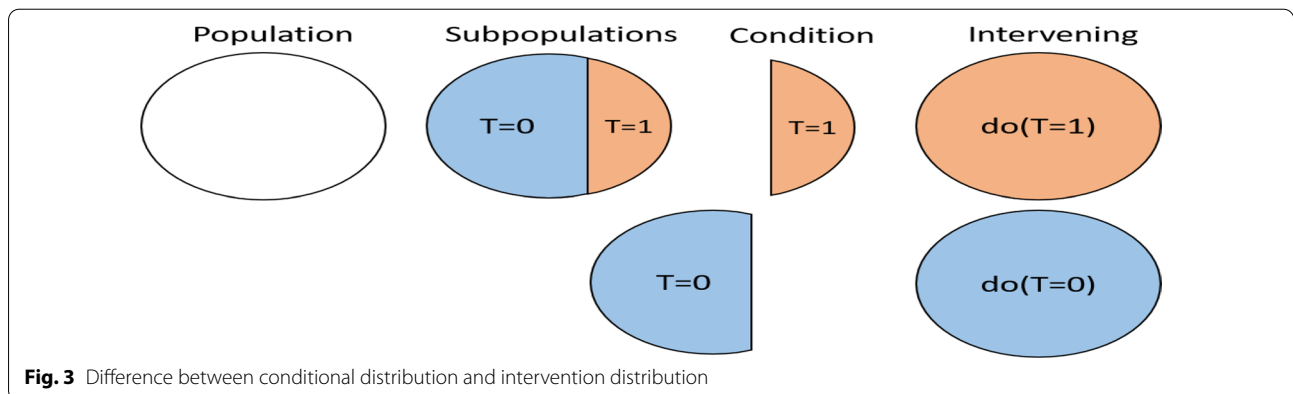 Population Subpopulations Condition Intervening
T=0 T=1 T=1 do(T=1)
T=0 do(T=0)
Fig. 3 Difference between conditional distribution and intervention distribution